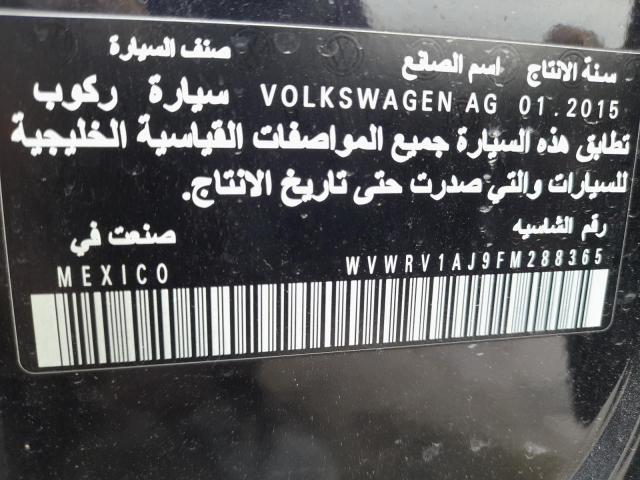 سنة الانتاج اسم الصانع صنف السيارة
01.2015 VOLKSWAGEN AG سيارة ركوب
تطابق هذه السيارة جميع المواصفات القياسية الخليجية
للسيارات والتي صدرت حتى تاريخ الانتاج.
رقم الشاسيه صنعت في
WVWRV1AJ9FM288365 MEXICO